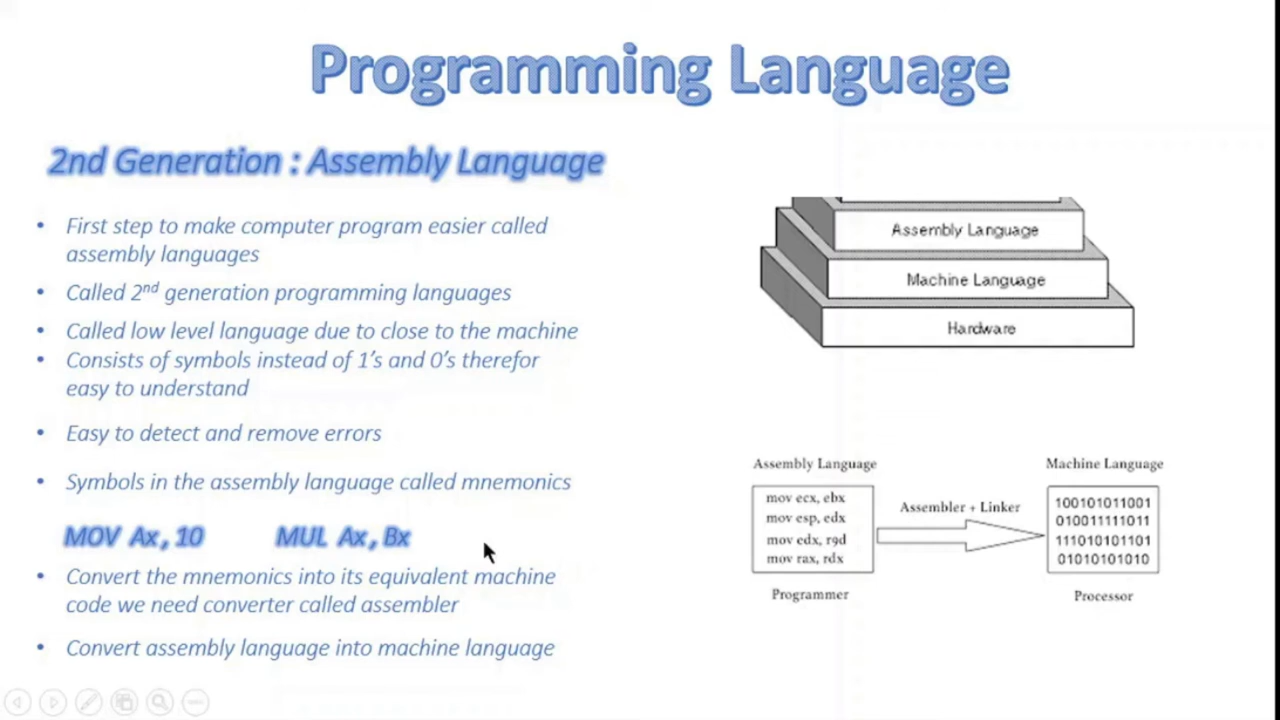 Programming Language
2nd Generation : Assembly Language
• First step to make computer program easier called
assembly languages
• Called 2nd generation programming languages
• Called low level language due to close to the machine
• Consists of symbols instead of 1's and 0's therefor
easy to understand
• Easy to detect and remove errors
• Symbols in the assembly language called mnemonics
MOV Ax , 10 MUL Ax , Bx
• Convert the mnemonics into its equivalent machine
code we need converter called assembler
• Convert assembly language into machine language
Assembly Language
Machine Language
Hardware
Assembly Language
mov ecx, ebx
mov esp, edx
mov edx, r9d
mov rax, rdx
Programmer
Assembler + Linker
Machine Language
100101011001
010011111011
111010101101
01010101010
Processor